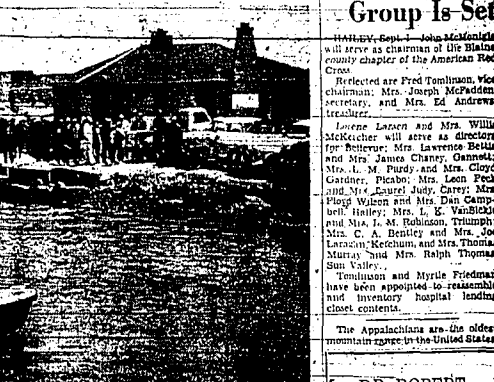 Group Is Set
HAILEY, Sept. 1—John McMonigle
will serve as chairman of the Blaine
county chapter of the American Red
Cross.
Reelected are Fred Tomlinson, vice
chairman; Mrs. Joseph McFadden,
secretary, and Mrs. Ed Andrews,
treasurer.
Lorene Larsen and Mrs. Willis
McKercher will serve as directors
for Bellevue; Mrs. Lawrence Bettis
and Mrs. James Chaney, Gannett;
Mrs. L. M. Purdy and Mrs. Cloyd
Gardner, Picabo; Mrs. Leon Peck
and Mrs. Laurel Judy, Carey; Mrs.
Floyd Wilson and Mrs. Dan Camp-
bell, Hailey; Mrs. L. K. VanBickle
and Mrs. L. M. Robinson, Triumph;
Mrs. C. A. Bentley and Mrs. Joe
Ketchum, and Mrs. Thomas
Murray and Mrs. Ralph Thomas,
Sun Valley.
Tomlinson and Myrtle Friedman
have been appointed to reassemble
and inventory hospital lending
closet contents.
The Appalachians are the oldest
mountain range in the United States
ROBERT